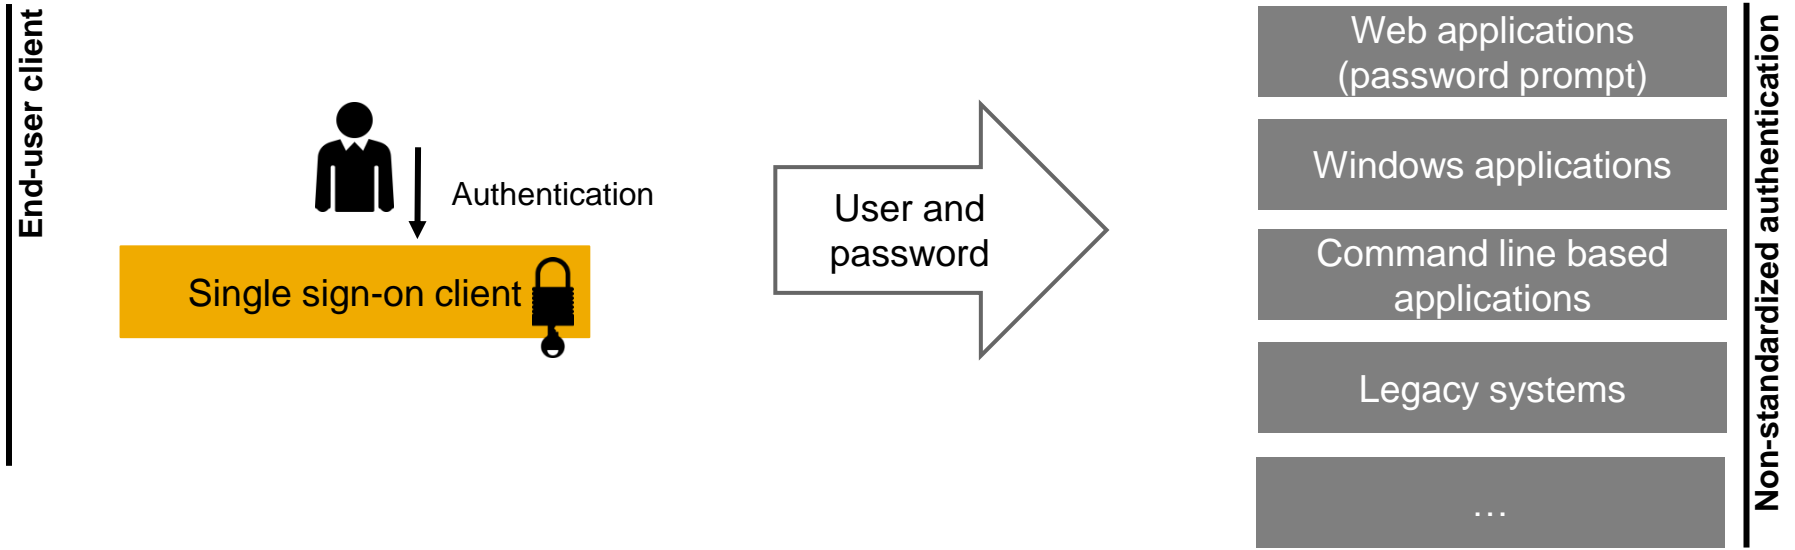 End-user client
Authentication
Single sign-on client
User and
password
Web applications
(password prompt)
Windows applications
Command line based
applications
Legacy systems
…
Non-standardized authentication